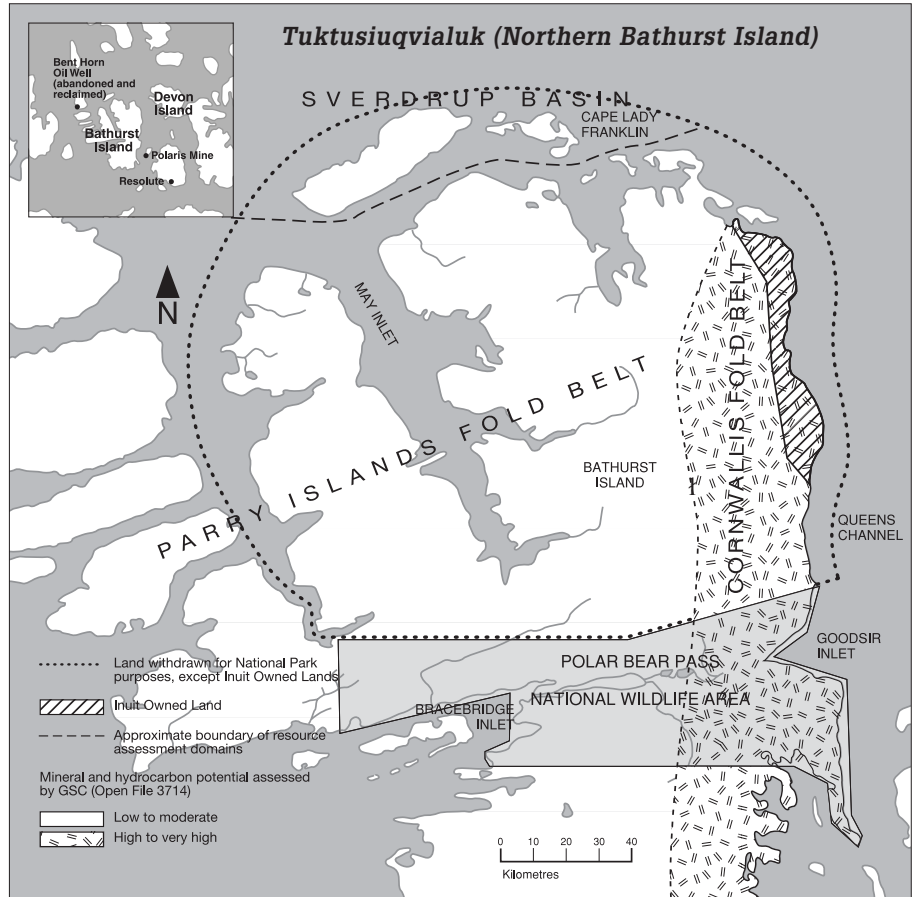 Tuktusiuqvialuk (Northern Bathurst Island)
Bent Horn
Oil Well
(abandoned and
reclaimed)
Devon
Island
Bathurst
Island
Polaris Mine
Resolute
SVERDRUP BASIN
CAPE LADY
FRANKLIN
N
MAY INLET
PARRY ISLANDS FOLD BELT
CORNWALLIS FOLD BELT
BATHURST
ISLAND
QUEENS
CHANNEL
GOODSIR
INLET
POLAR BEAR PASS
NATIONAL WILDLIFE AREA
BRACEBRIDGE
INLET
Land withdrawn for National Park
purposes, except Inuit Owned Lands
Inuit Owned Land
Approximate boundary of resource
assessment domains
Mineral and hydrocarbon potential assessed
by GSC (Open File 3714)
Low to moderate
High to very high
0 10 20 30 40
Kilometres